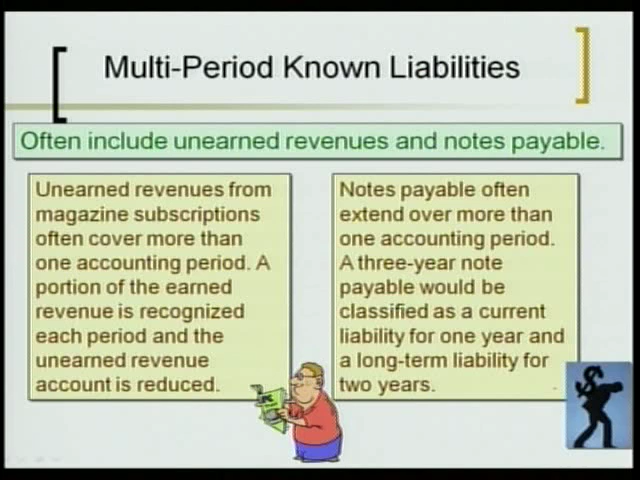 Multi-Period Known Liabilities
Often include unearned revenues and notes payable.
Unearned revenues from
magazine subscriptions
often cover more than
one accounting period. A
portion of the earned
revenue is recognized
each period and the
unearned revenue
account is reduced.
Notes payable often
extend over more than
one accounting period.
A three-year note
payable would be
classified as a current
liability for one year and
a long-term liability for
two years.
$